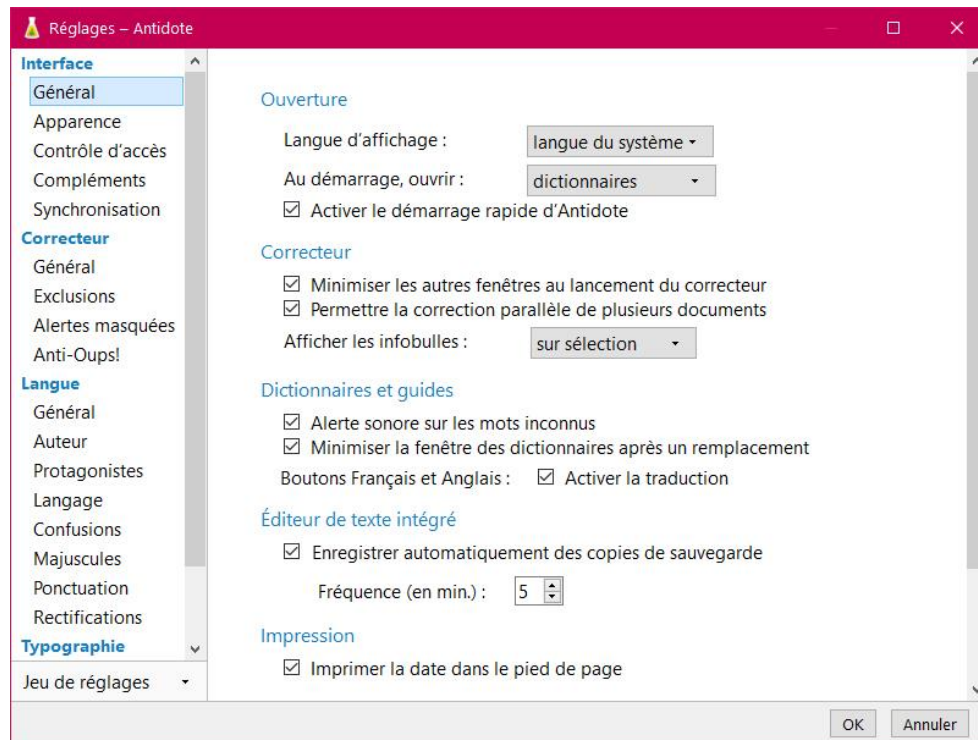 Réglages – Antidote
Interface
Général
Apparence
Contrôle d'accès
Compléments
Synchronisation
Correcteur
Général
Exclusions
Alertes masquées
Anti-Oups!
Langue
Général
Auteur
Protagonistes
Langage
Confusions
Majuscules
Ponctuation
Rectifications
Typographie
Jeu de réglages
Ouverture
Langue d'affichage : langue du système
Au démarrage, ouvrir : dictionnaires
Activer le démarrage rapide d'Antidote
Correcteur
Minimiser les autres fenêtres au lancement du correcteur
Permettre la correction parallèle de plusieurs documents
Afficher les infobulles : sur sélection
Dictionnaires et guides
Alerte sonore sur les mots inconnus
Minimiser la fenêtre des dictionnaires après un remplacement
Boutons Français et Anglais : Activer la traduction
Éditeur de texte intégré
Enregistrer automatiquement des copies de sauvegarde
Fréquence (en min.) : 5
Impression
Imprimer la date dans le pied de page
OK Annuler